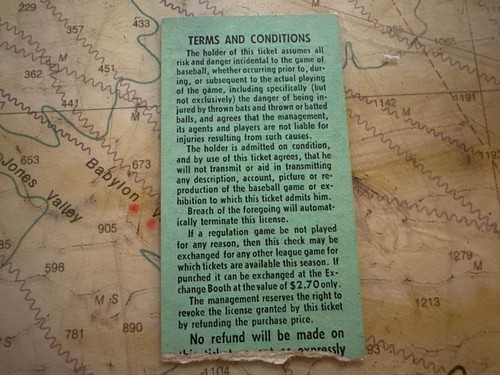 TERMS AND CONDITIONS
The holder of this ticket assumes all
risk and danger incidental to the game of
baseball, whether occurring prior to, dur-
ing, or subsequent to the actual playing
of the game, including specifically (but
not exclusively) the danger of being in-
jured by thrown bats and thrown or batted
balls, and agrees that the management,
its agents and players are not liable for
injuries resulting from such causes.
The holder is admitted on condition,
and by use of this ticket agrees, that he
will not transmit or aid in transmitting
any description, account, picture or re-
production of the baseball game or ex-
hibition to which this ticket admits him.
Breach of the foregoing will automat-
ically terminate this license.
If a regulation game be not played
for any reason, then this check may be
exchanged for any other league game for
which tickets are available this season. If
punched it can be exchanged at the Ex-
change Booth at the value of $2.70 only.
The management reserves the right to
revoke the license granted by this ticket
by refunding the purchase price.
No refund will be made on
this ticket except as expressly
229
433
M
362
451
447
441
M
653
673
Jones Valley
Babylon
905
598
M S
781
890
1104
1055
M
1142
1191
1193
M
1279
M
1213
93